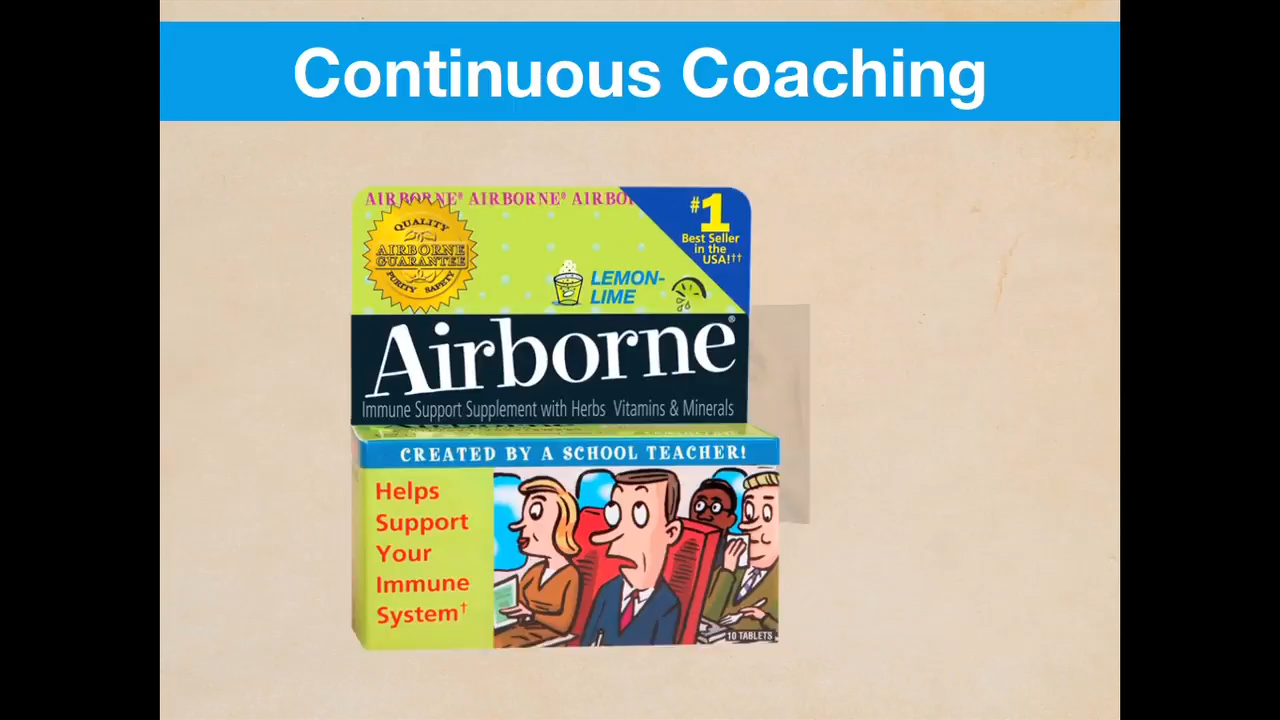 Continuous Coaching
AIRBORNE® AIRBORNE® AIRBO
QUALITY
AIRBORNE
GUARANTEE
PURITY SAFETY
#1
Best Seller
in the
USA!††
LEMON-
LIME
Airborne®
Immune Support Supplement with Herbs Vitamins & Minerals
CREATED BY A SCHOOL TEACHER!
Helps
Support
Your
Immune
System†
10 TABLETS